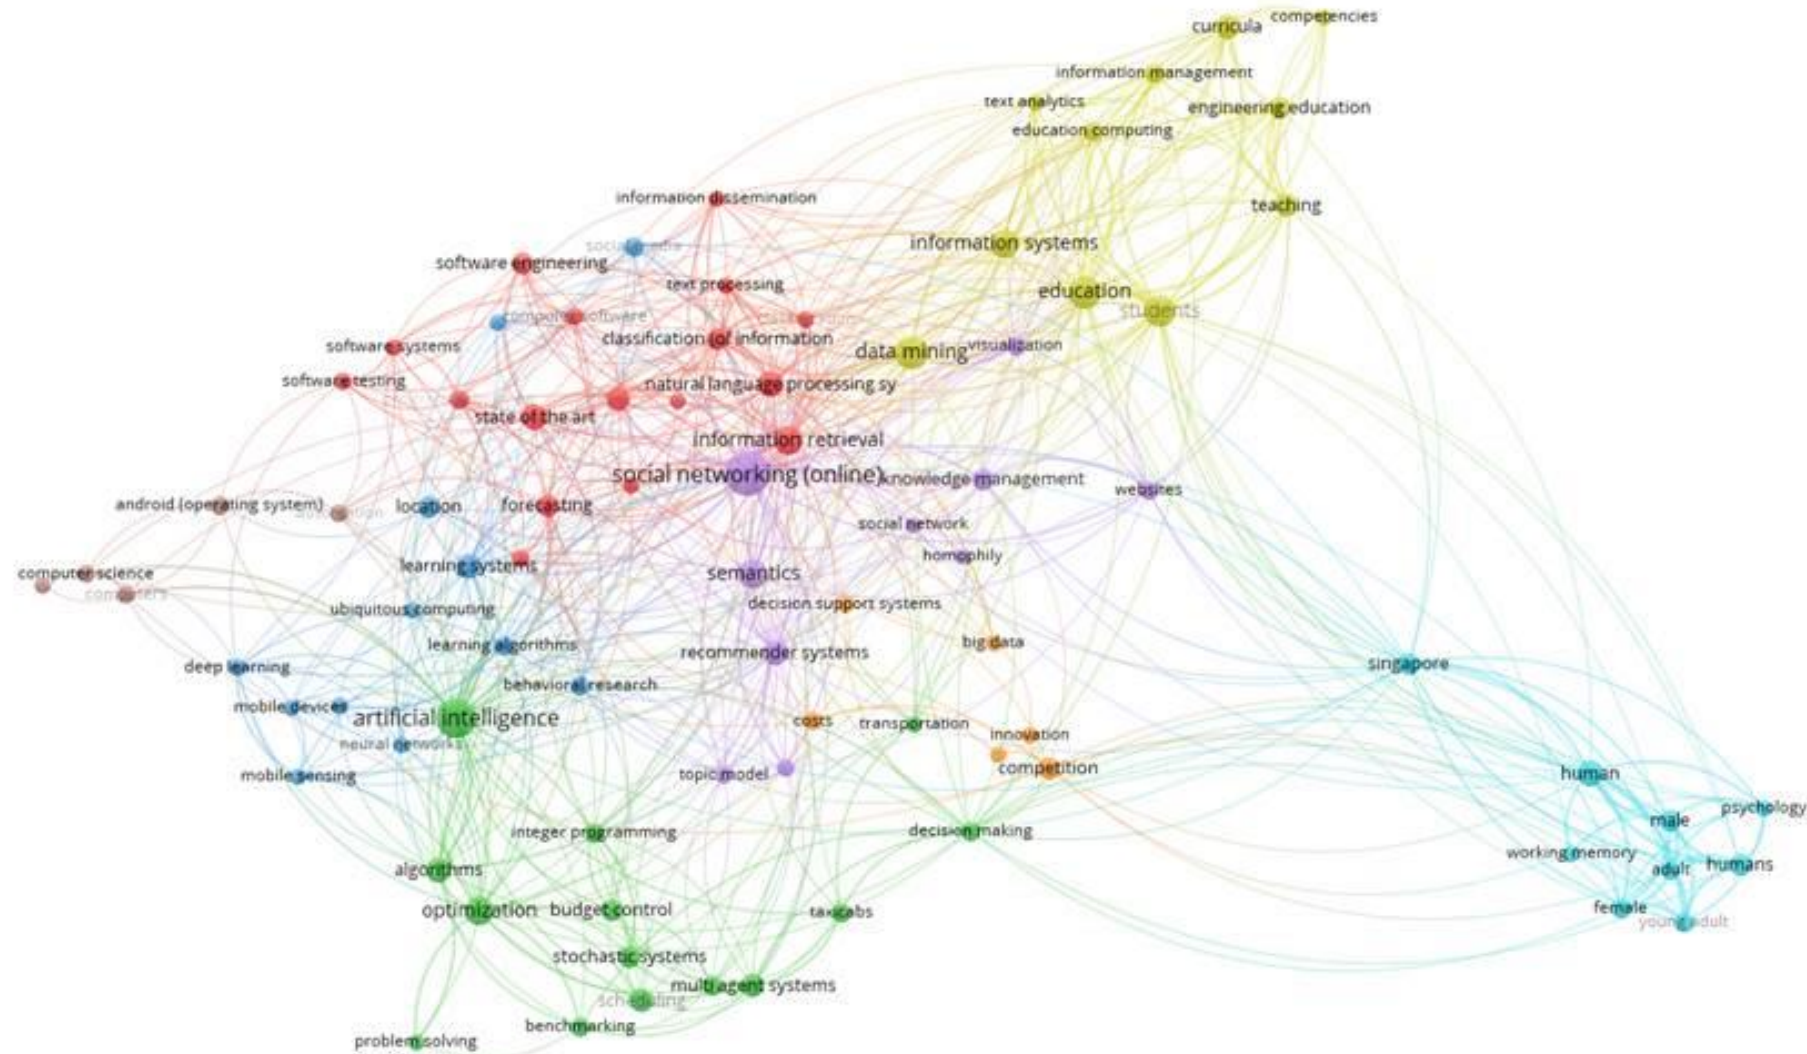 competencies
curricula
information management
text analytics
engineering education
education computing
information dissemination
teaching
information systems
software engineering
text processing
education
students
computer software
classification (of information
data mining
visualization
software systems
software testing
natural language processing sy
state of the art
information retrieval
social networking (online)
knowledge management
websites
android (operating system)
location
forecasting
social network
homophily
learning systems
computer science
semantics
computers
decision support systems
ubiquitous computing
big data
learning algorithms
recommender systems
singapore
deep learning
behavioral research
mobile devices
artificial intelligence
costs
transportation
innovation
neural networks
competition
mobile sensing
topic model
human
psychology
male
integer programming
decision making
working memory
humans
adult
algorithms
optimization
budget control
taxicabs
female
young adult
stochastic systems
multi agent systems
scheduling
benchmarking
problem solving